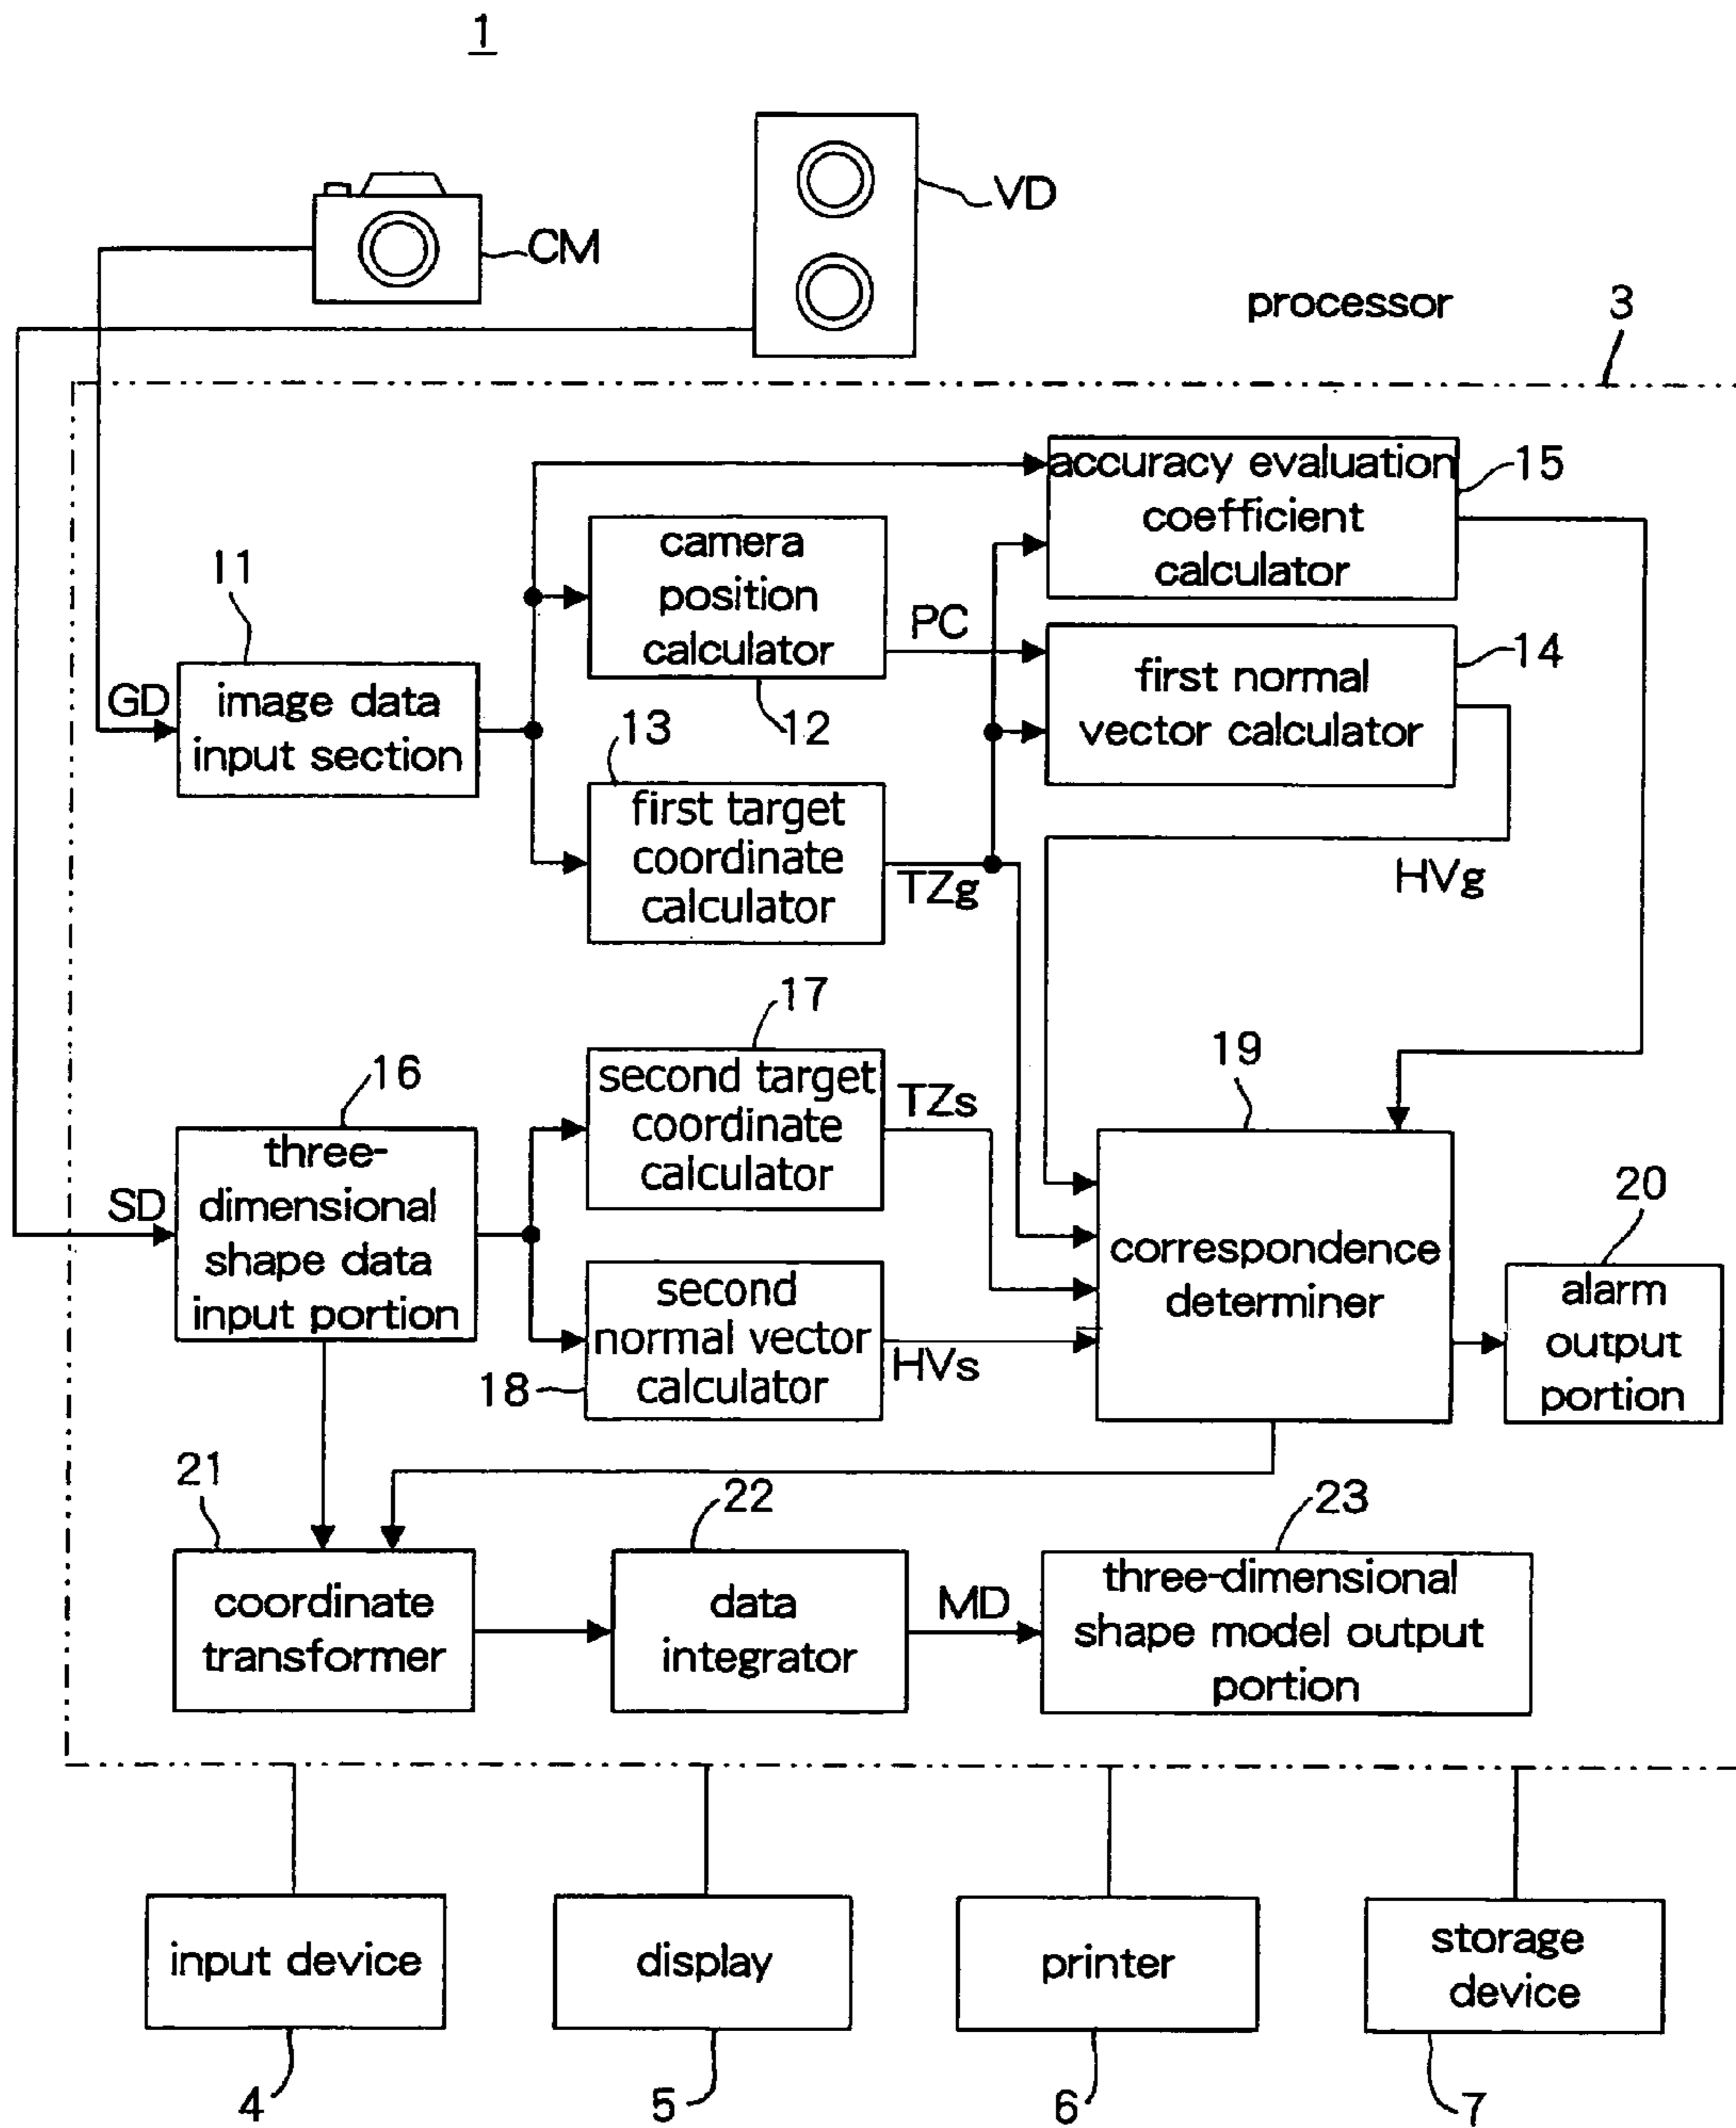 1
VD
CM
processor
3
accuracy evaluation
coefficient
calculator
15
camera
position
calculator
12
11
PC
first normal
vector calculator
14
GD
image data
input section
13
first target
coordinate
calculator
TZg
HVg
17
second target
coordinate
calculator
TZs
19
16
SD
three-
dimensional
shape data
input portion
correspondence
determiner
20
alarm
output
portion
second
normal vector
calculator
18
HVs
21
22
23
coordinate
transformer
data
integrator
MD
three-dimensional
shape model output
portion
input device
display
printer
storage
device
4
5
6
7